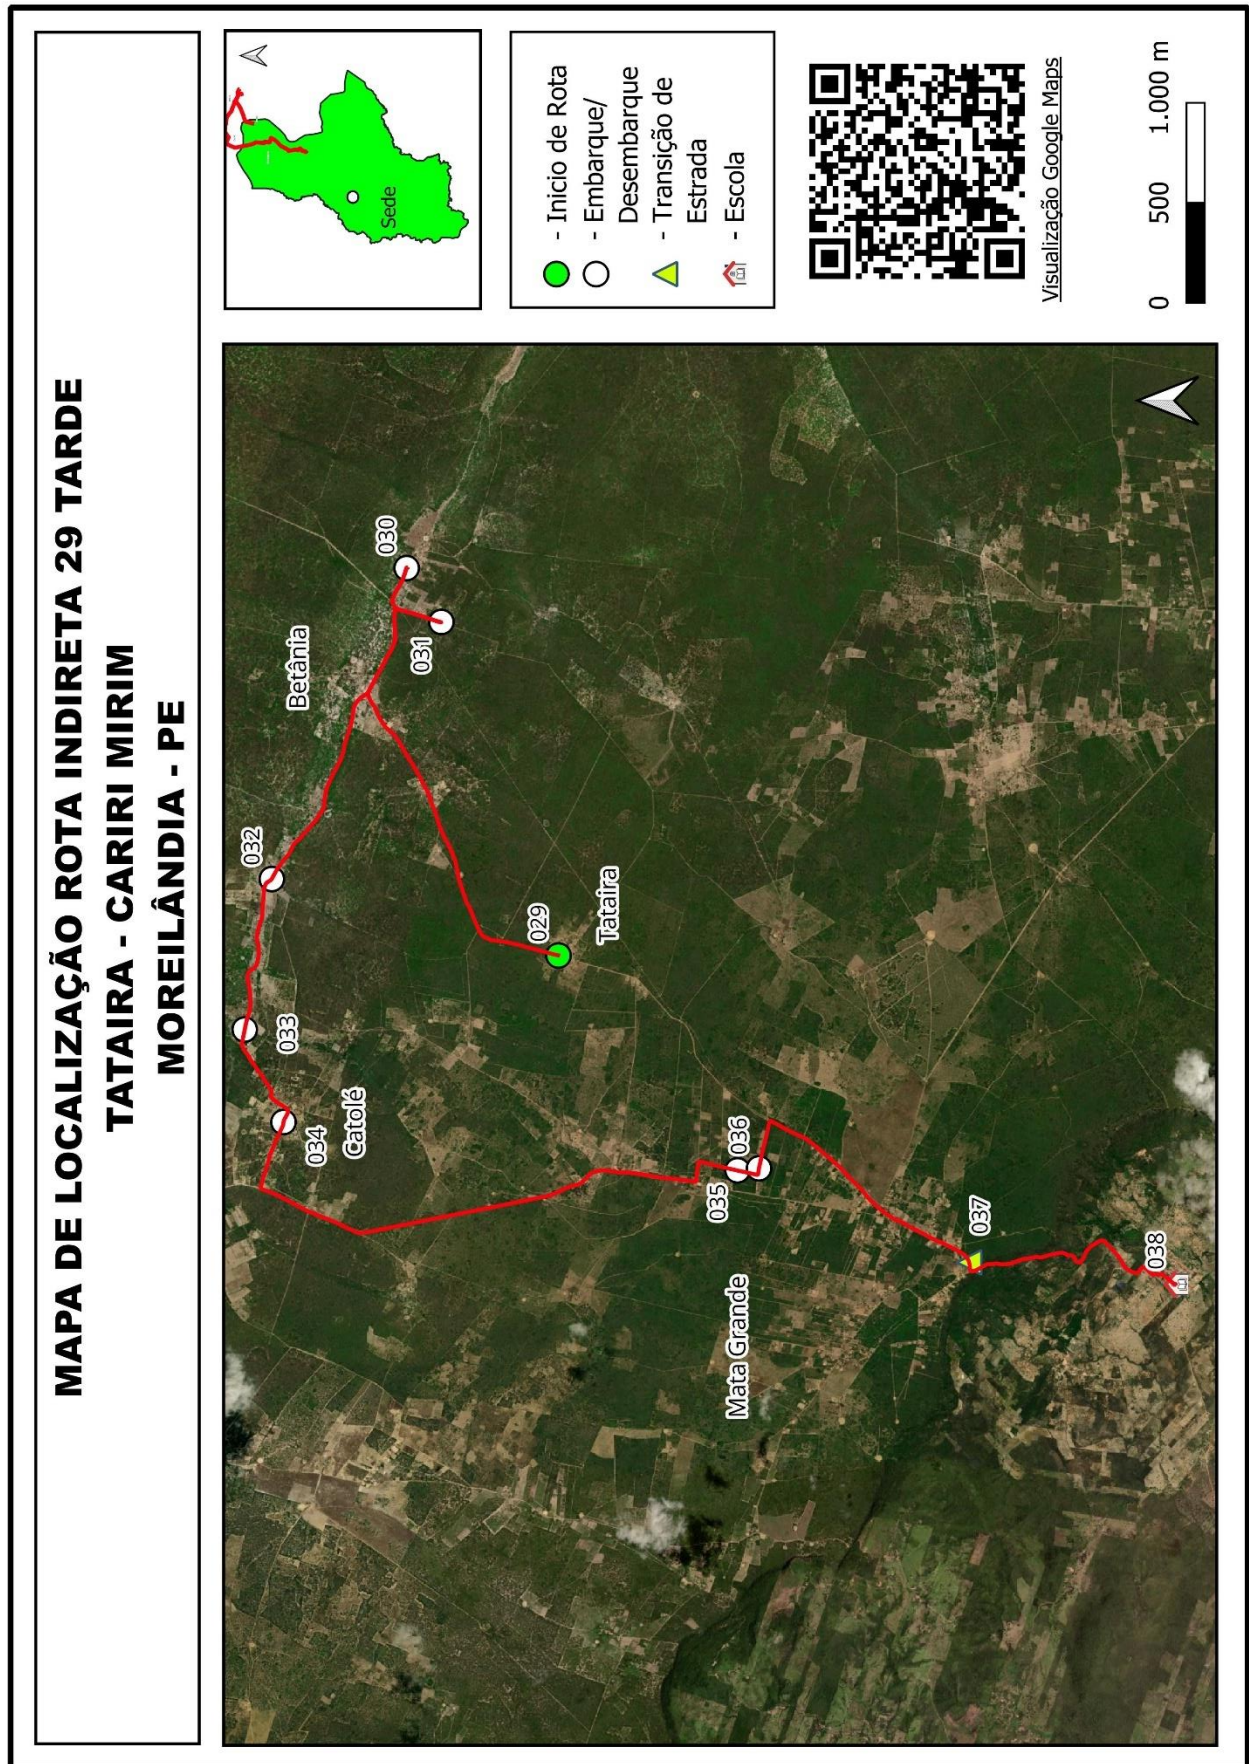 MAPA DE LOCALIZAÇÃO ROTA INDIRETA 29 TARDE
TATAIRA - CARIRI MIRIM
MOREILÂNDIA - PE
Sede
- Inicio de Rota
- Embarque/
Desembarque
- Transição de
Estrada
- Escola
Visualização Google Maps
0 500 1.000 m
Betânia
030
031
032
033
034
Catolé
029
Tataira
035
036
Mata Grande
037
038